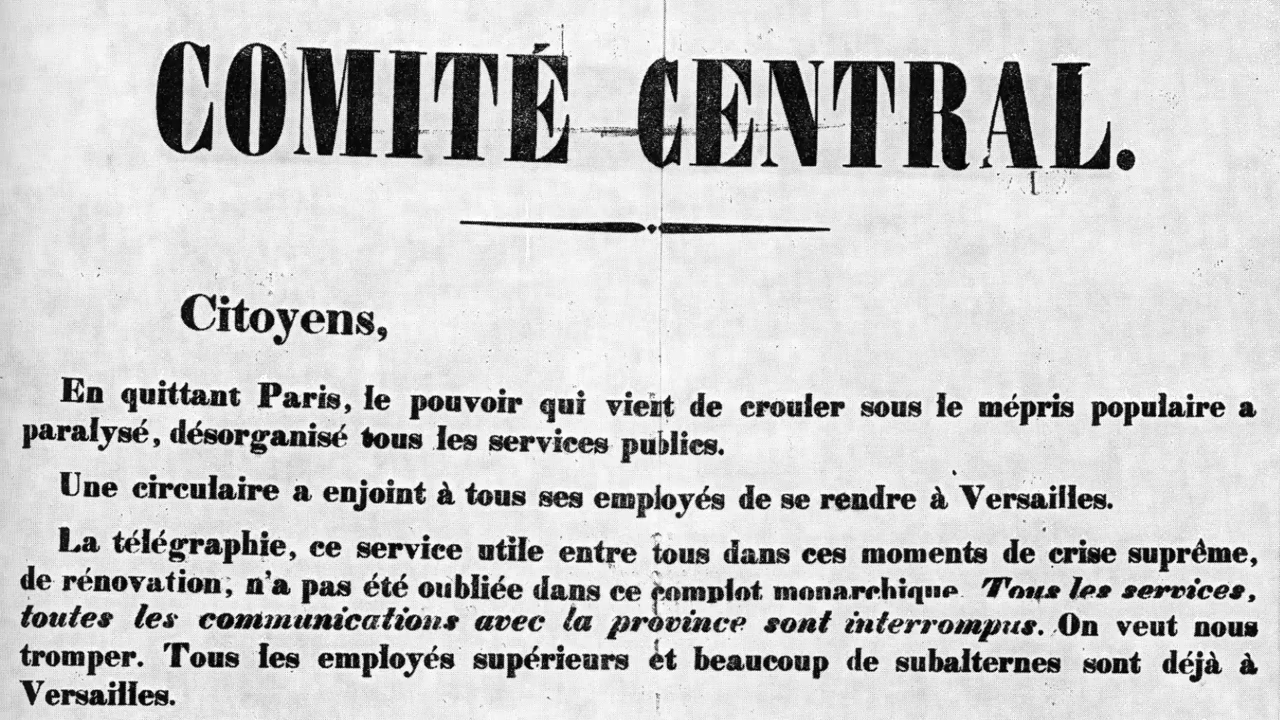 COMITÉ CENTRAL.
Citoyens,
En quittant Paris, le pouvoir qui vient de crouler sous le mépris populaire a
paralysé, désorganisé tous les services publics.
Une circulaire a enjoint à tous ses employés de se rendre à Versailles.
La télégraphie, ce service utile entre tous dans ces moments de crise suprême,
de rénovation, n'a pas été oubliée dans ce complot monarchique. Tous les services,
toutes les communications avec la province sont interrompus. On veut nous
tromper. Tous les employés supérieurs et beaucoup de subalternes sont déjà à
Versailles.